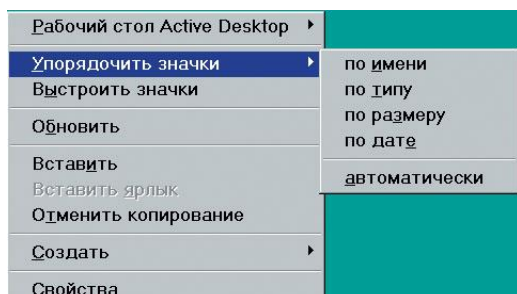 Рабочий стол Active Desktop
Упорядочить значки
Выстроить значки
Обновить
Вставить
Вставить ярлык
Отменить копирование
Создать
Свойства
по имени
по типу
по размеру
по дате
автоматически